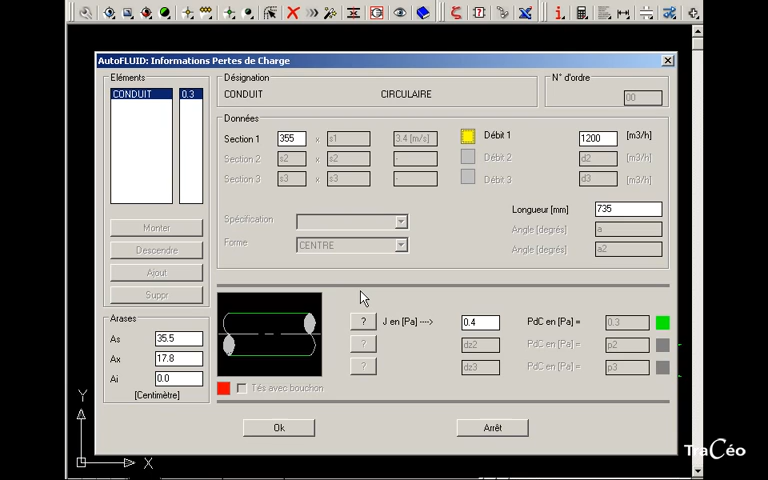 AutoFLUID: Informations Pertes de Charge
Eléments
CONDUIT 0.3
Monter
Descendre
Ajout
Suppr
Arases
As 35.5
Ax 17.8
Ai 0.0
[Centimètre]
Désignation
CONDUIT CIRCULAIRE
N° d'ordre
00
Données
Section 1 355 x s1 3.4 [m/s] Débit 1 1200 [m3/h]
Section 2 s2 x s2 - Débit 2 d2 [m3/h]
Section 3 s3 x s3 - Débit 3 d3 [m3/h]
Longueur [mm] 735
Spécification
Angle [degrés] a
Forme CENTRE
Angle [degrés] a2
? J en [Pa] ----> 0.4 PdC en [Pa] = 0.3
? dz2 PdC en [Pa] = p2
? dz3 PdC en [Pa] = p3
Tés avec bouchon
Ok Arrêt
Y
X
TraCéo